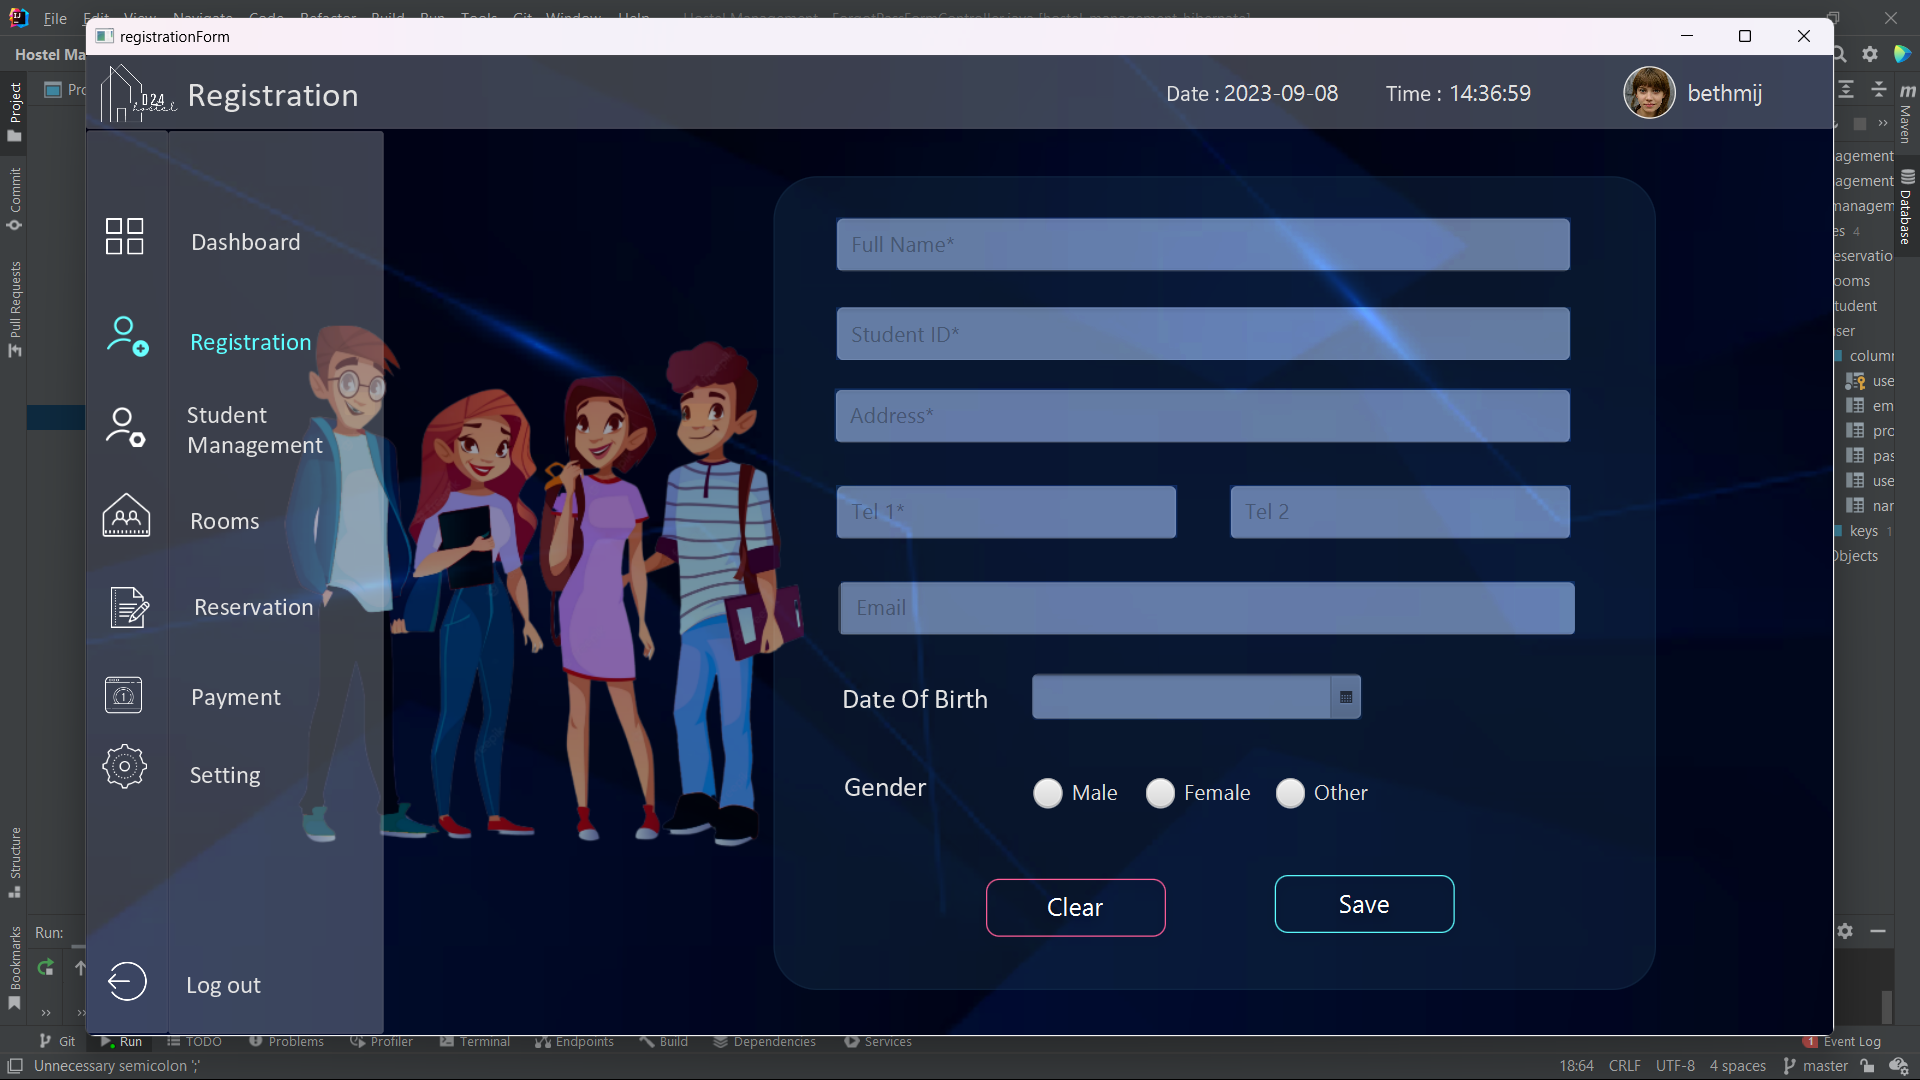 File Edit View Navigate Code Refactor Build Run Tools Git Window Help
registrationForm
Hostel Ma
D24
hostel
Registration
Date : 2023-09-08
Time : 14:36:59
bethmij
Project
Commit
Pull Requests
Structure
Bookmarks
Dashboard
Registration
Student
Management
Rooms
Reservation
Payment
Setting
Log out
Full Name*
Student ID*
Address*
Tel 1*
Tel 2
Email
Date Of Birth
Gender
Male
Female
Other
Clear
Save
Maven
Database
agement
agement
managem
es 4
eservatio
ooms
tudent
ser
colum
use
em
pro
pas
use
nar
keys 1
Objects
Run:
Git
Run
TODO
Problems
Profiler
Terminal
Endpoints
Build
Dependencies
Services
1 Event Log
Unnecessary semicolon ';'
18:64 CRLF UTF-8 4 spaces master